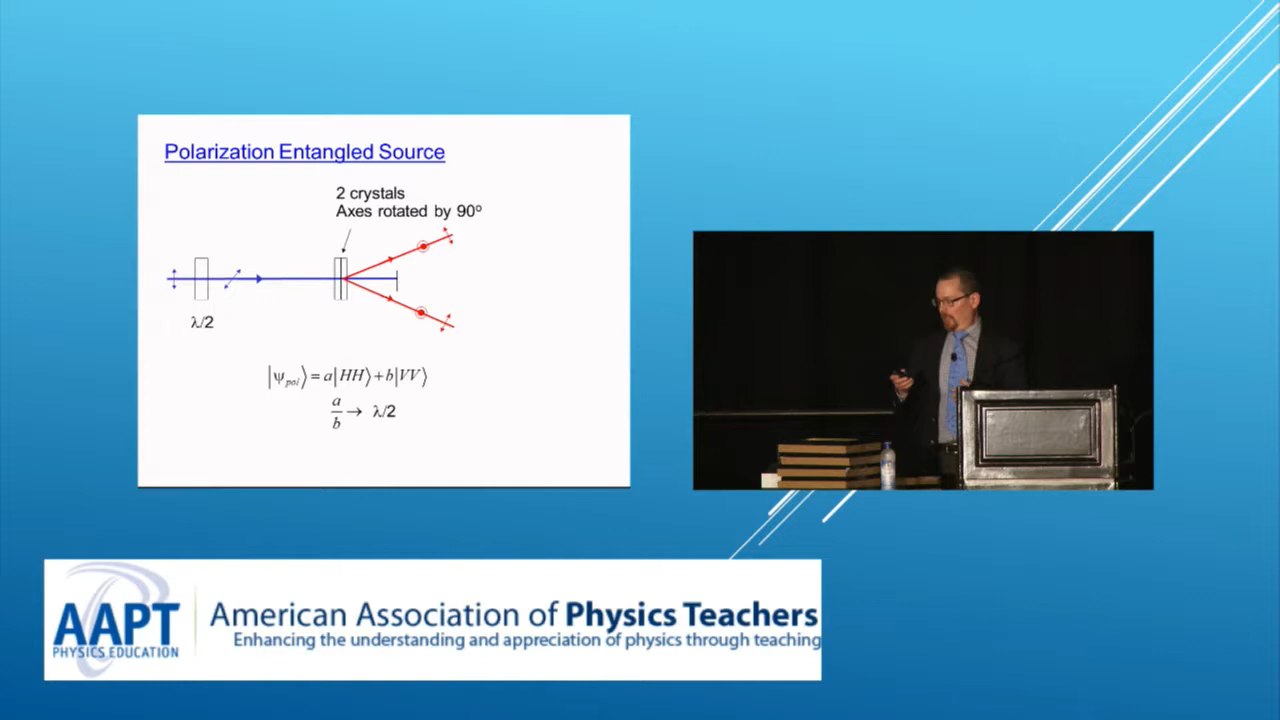 Polarization Entangled Source
2 crystals
Axes rotated by 90º
λ/2
|ψpol⟩ = a|HH⟩ + b|VV⟩
a/b → λ/2
AAPT
PHYSICS EDUCATION
American Association of Physics Teachers
Enhancing the understanding and appreciation of physics through teaching